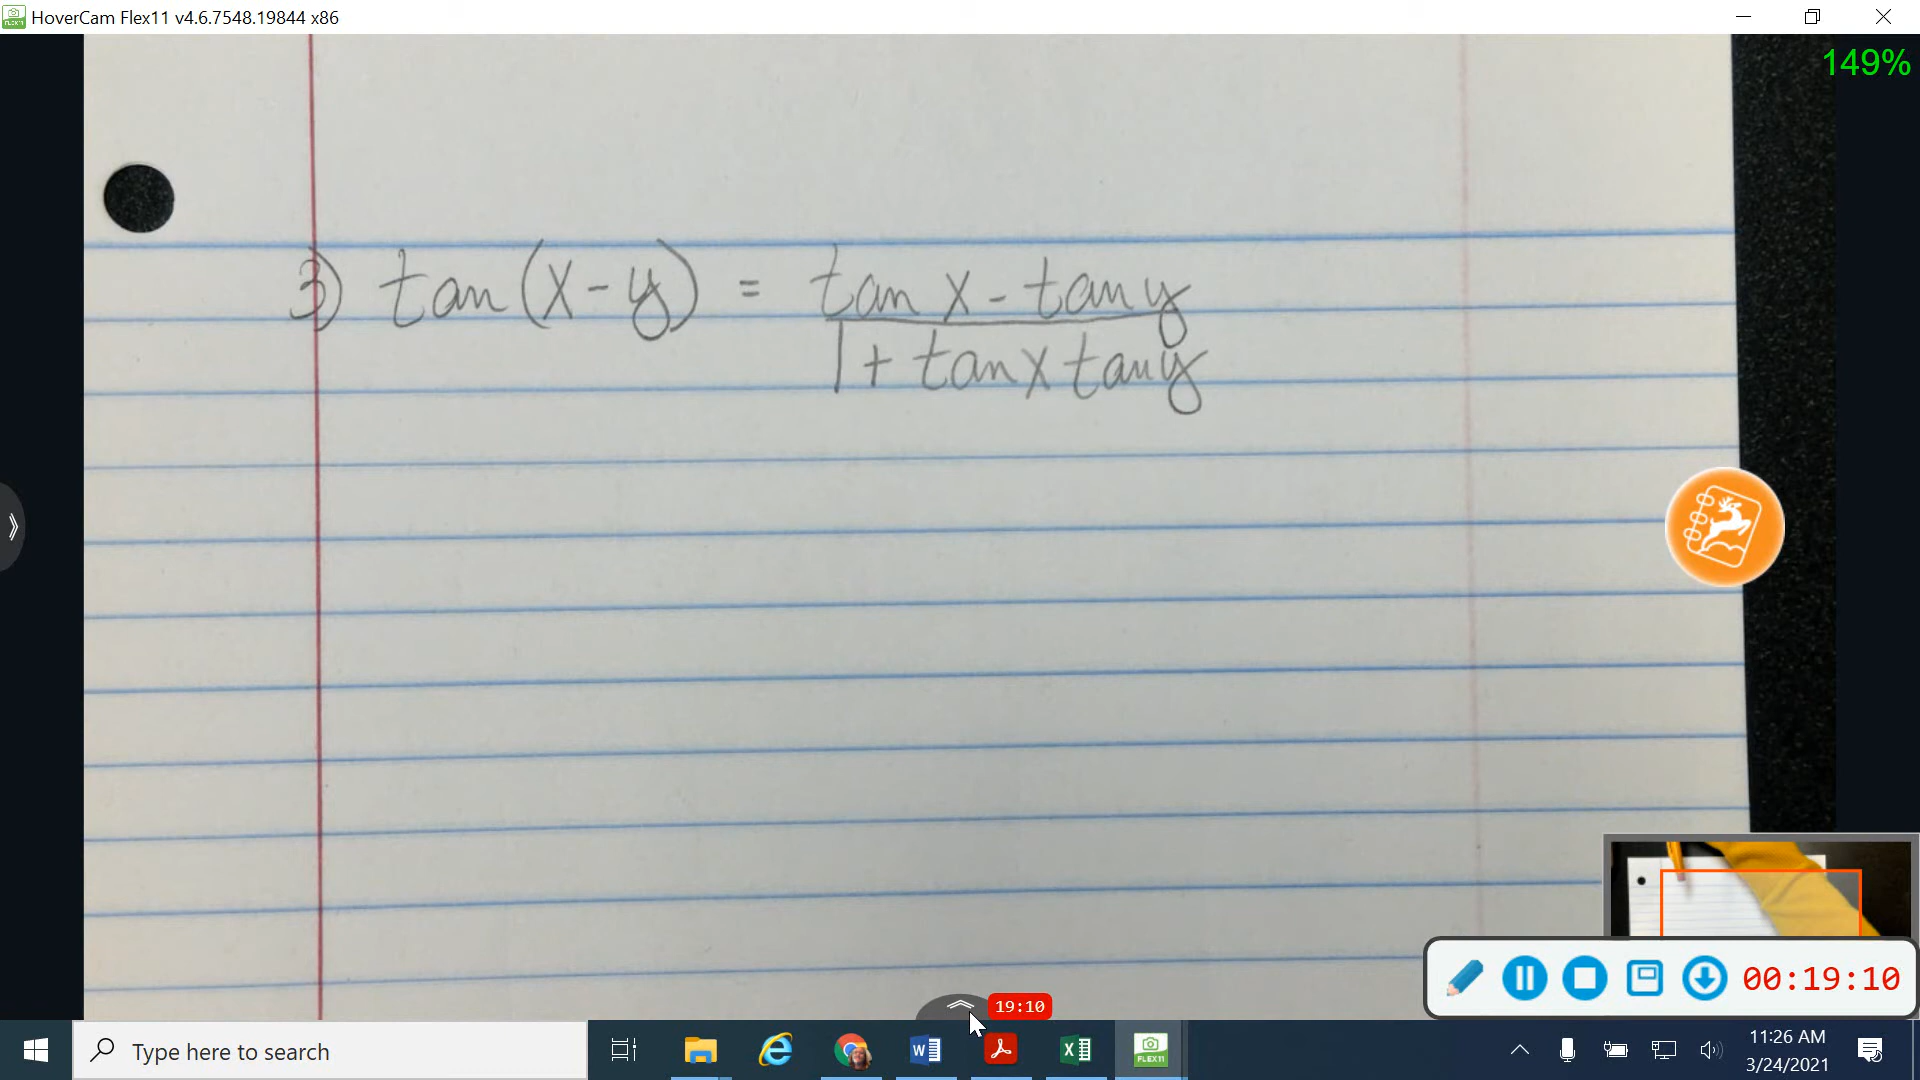 HoverCam Flex11 v4.6.7548.19844 x86
149%
3) tan(x-y) = tan x - tan y
1 + tan x tan y
00:19:10
19:10
Type here to search
FLEX11
11:26 AM
3/24/2021